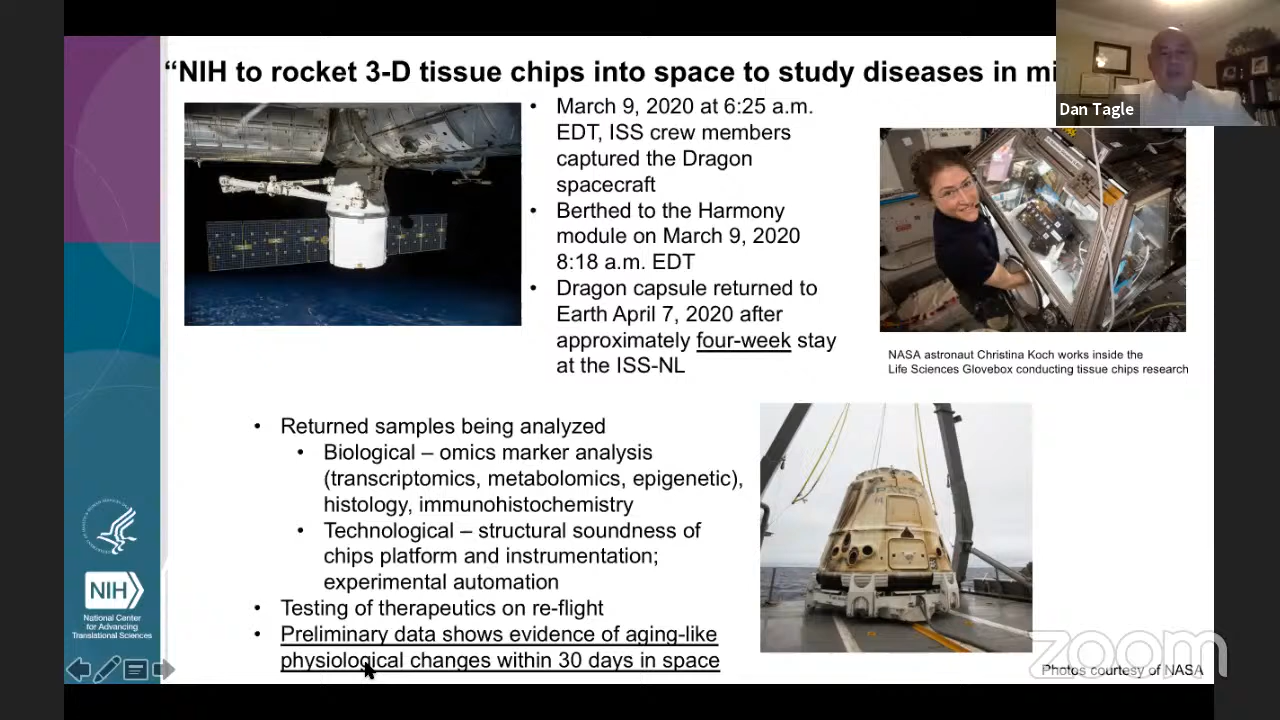 “NIH to rocket 3-D tissue chips into space to study diseases in mi
Dan Tagle
• March 9, 2020 at 6:25 a.m.
EDT, ISS crew members
captured the Dragon
spacecraft
• Berthed to the Harmony
module on March 9, 2020
8:18 a.m. EDT
• Dragon capsule returned to
Earth April 7, 2020 after
approximately four-week stay
at the ISS-NL
NASA astronaut Christina Koch works inside the
Life Sciences Glovebox conducting tissue chips research
• Returned samples being analyzed
• Biological – omics marker analysis
(transcriptomics, metabolomics, epigenetic),
histology, immunohistochemistry
• Technological – structural soundness of
chips platform and instrumentation;
experimental automation
• Testing of therapeutics on re-flight
• Preliminary data shows evidence of aging-like
physiological changes within 30 days in space
NIH
National Center
for Advancing
Translational Sciences
zoom
Photos courtesy of NASA